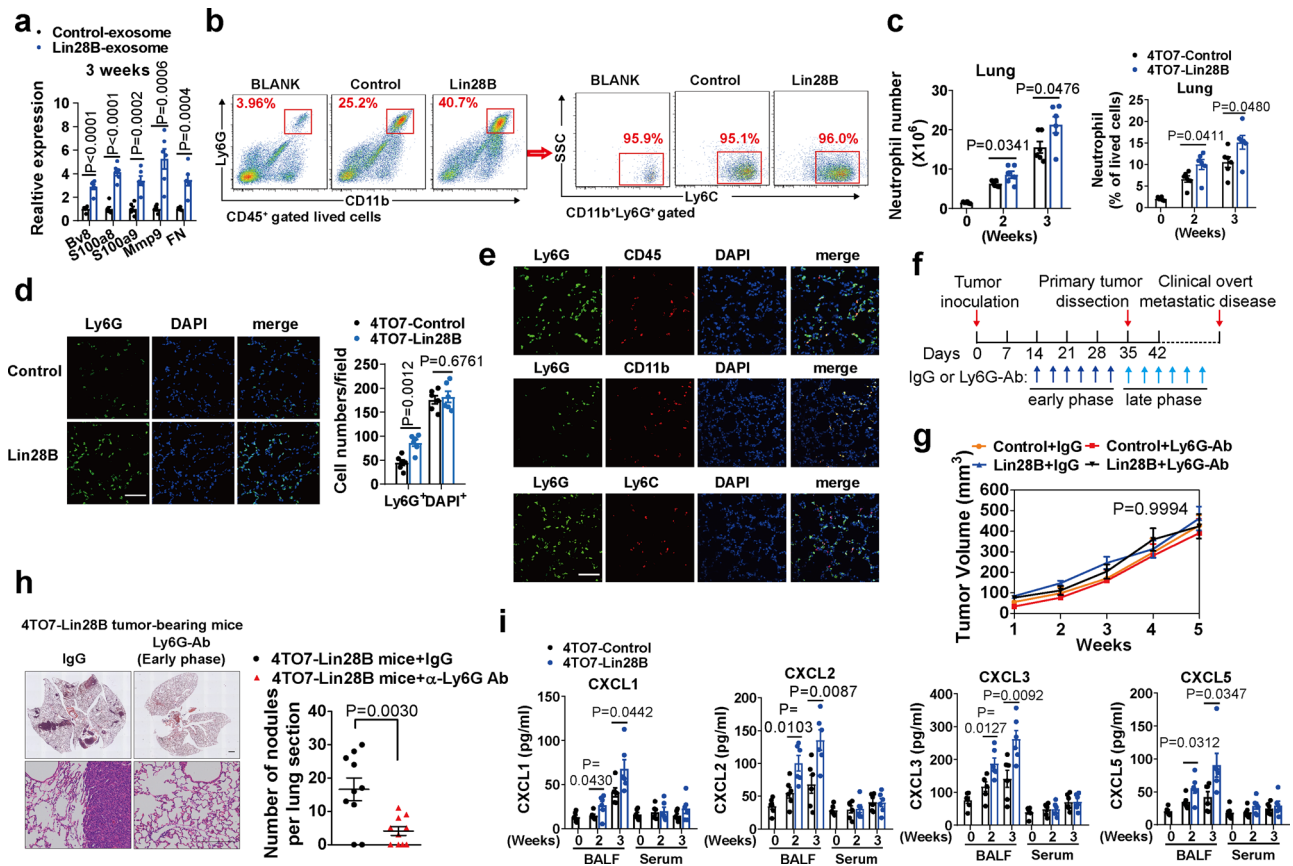 a
Control-exosome
Lin28B-exosome
3 weeks
Realtive expression
10
8
6
4
2
0
P<0.0001
P<0.0001
P=0.0002
P=0.0006
P=0.0004
Bv8
S100a8
S100a9
Mmp9
FN
b
BLANK Control Lin28B
3.96% 25.2% 40.7%
Ly6G
CD11b
CD45+ gated lived cells
BLANK Control Lin28B
95.9% 95.1% 96.0%
SSC
Ly6C
CD11b+Ly6G+ gated
c
4TO7-Control
4TO7-Lin28B
Lung
Neutrophil number
(X10⁵)
30
20
10
0
P=0.0341
P=0.0476
0 2 3
(Weeks)
4TO7-Control
4TO7-Lin28B
Lung
Neutrophil
(% of lived cells)
25
20
15
10
5
0
P=0.0411
P=0.0480
0 2 3
(Weeks)
d
Ly6G DAPI merge
Control
Lin28B
4TO7-Control
4TO7-Lin28B
Cell numbers/field
250
200
150
100
50
0
P=0.0012
P=0.6761
Ly6G+ DAPI+
e
Ly6G CD45 DAPI merge
Ly6G CD11b DAPI merge
Ly6G Ly6C DAPI merge
f
Tumor
inoculation
Primary tumor
dissection
Clinical overt
metastatic disease
Days 0 7 14 21 28 35 42
IgG or Ly6G-Ab:
early phase late phase
g
Control+IgG Control+Ly6G-Ab
Lin28B+IgG Lin28B+Ly6G-Ab
Tumor Volume (mm³)
600
500
400
300
200
100
0
P=0.9994
1 2 3 4 5
Weeks
h
4TO7-Lin28B tumor-bearing mice
IgG
Ly6G-Ab
(Early phase)
4TO7-Lin28B mice+IgG
4TO7-Lin28B mice+α-Ly6G Ab
Number of nodules
per lung section
40
30
20
10
0
P=0.0030
i
4TO7-Control
4TO7-Lin28B
CXCL1
CXCL1 (pg/ml)
150
100
50
0
P=
0.0430
P=0.0442
(Weeks) 0 2 3 0 2 3
BALF Serum
CXCL2
CXCL2 (pg/ml)
200
150
100
50
0
P=
0.0103
P=0.0087
(Weeks) 0 2 3 0 2 3
BALF Serum
CXCL3
CXCL3 (pg/ml)
400
300
200
100
0
P=
0.0127
P=0.0092
(Weeks) 0 2 3 0 2 3
BALF Serum
CXCL5
CXCL5 (pg/ml)
200
150
100
50
0
P=0.0312
P=0.0347
(Weeks) 0 2 3 0 2 3
BALF Serum